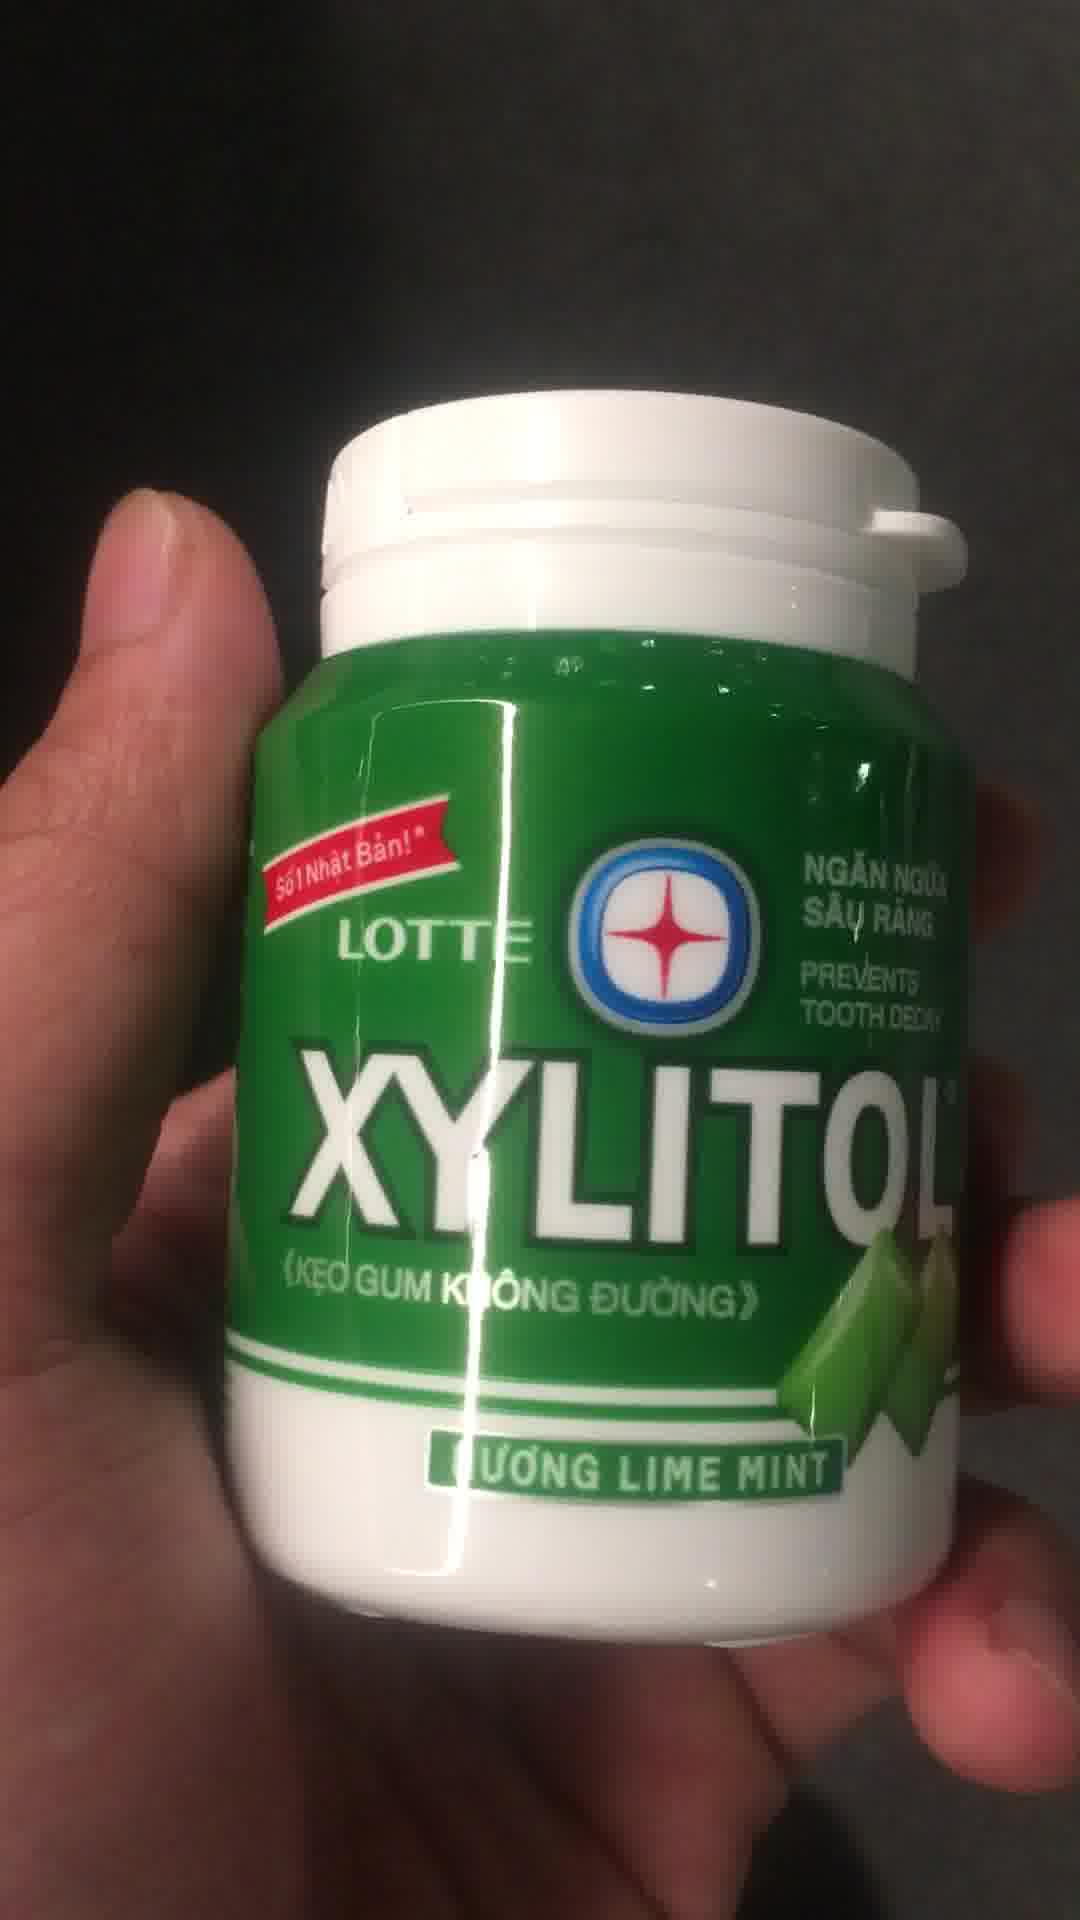 Số 1 Nhật Bản!*
LOTTE
NGĂN NGỪA
SÂU RĂNG
PREVENTS
TOOTH DECAY
XYLITOL
《KẸO GUM KHÔNG ĐƯỜNG》
HƯƠNG LIME MINT